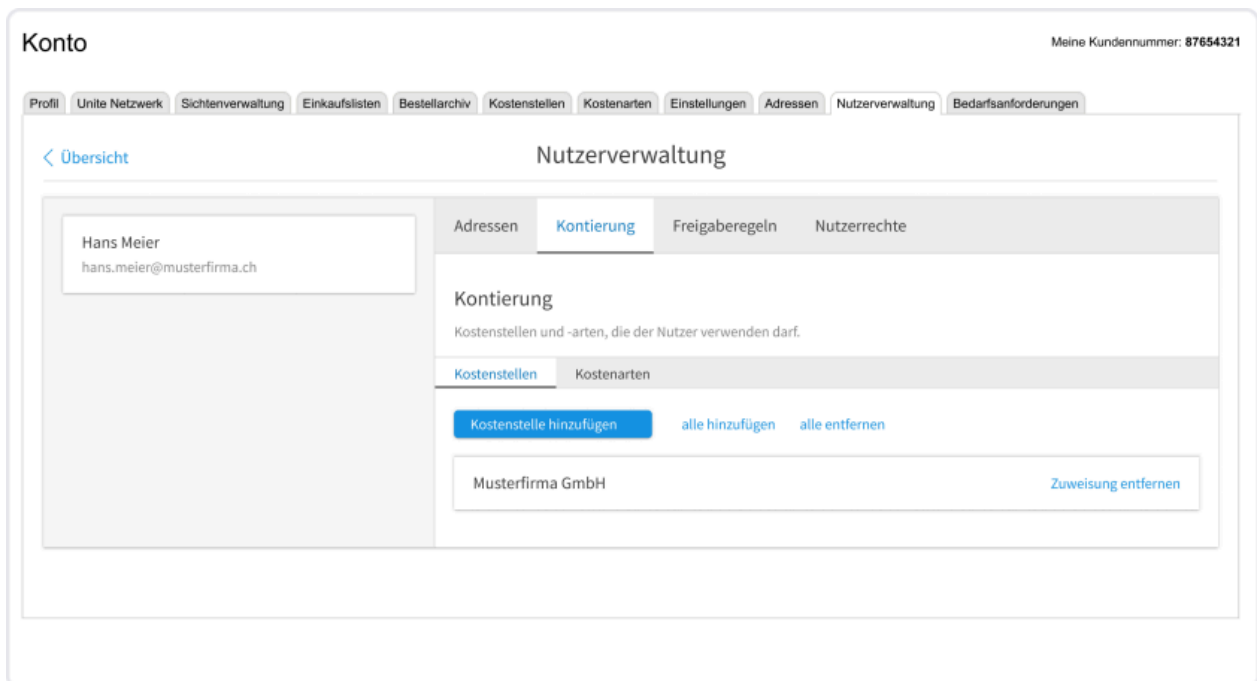 Konto
Meine Kundennummer: 87654321
Profil Unite Netzwerk Sichtenverwaltung Einkaufslisten Bestellarchiv Kostenstellen Kostenarten Einstellungen Adressen Nutzerverwaltung Bedarfsanforderungen
Übersicht
Nutzerverwaltung
Hans Meier
hans.meier@musterfirma.ch
Adressen Kontierung Freigaberegeln Nutzerrechte
Kontierung
Kostenstellen und -arten, die der Nutzer verwenden darf.
Kostenstellen Kostenarten
Kostenstelle hinzufügen alle hinzufügen alle entfernen
Musterfirma GmbH Zuweisung entfernen